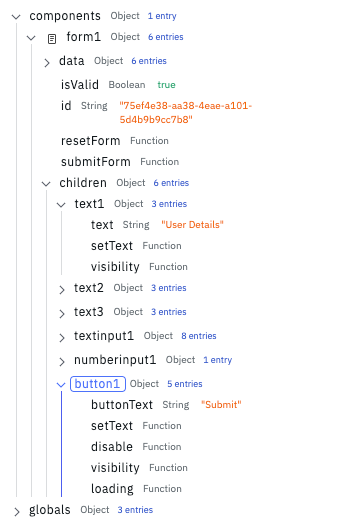 components Object 1 entry
form1 Object 6 entries
data Object 6 entries
isValid Boolean true
id String "75ef4e38-aa38-4eae-a101-
5d4b9b9cc7b8"
resetForm Function
submitForm Function
children Object 6 entries
text1 Object 3 entries
text String "User Details"
setText Function
visibility Function
text2 Object 3 entries
text3 Object 3 entries
textinput1 Object 8 entries
numberinput1 Object 1 entry
button1 Object 5 entries
buttonText String "Submit"
setText Function
disable Function
visibility Function
loading Function
globals Object 3 entries